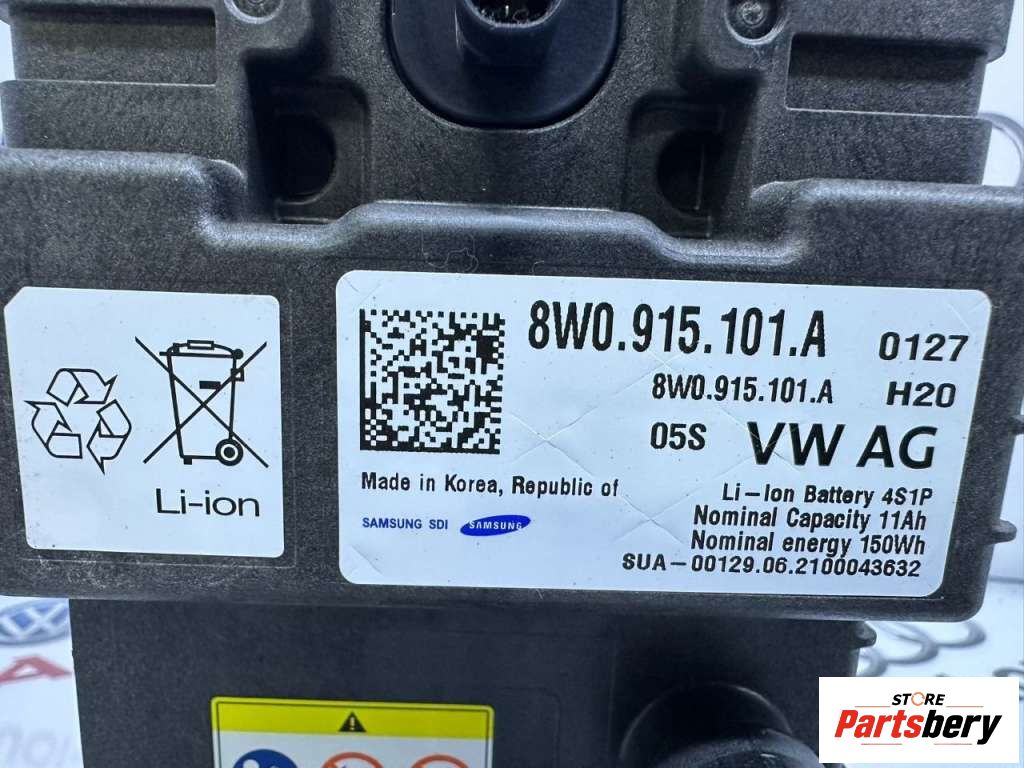 8W0.915.101.A 0127
8W0.915.101.A H20
05S VW AG
Made in Korea, Republic of
SAMSUNG SDI SAMSUNG
Li-Ion Battery 4S1P
Nominal Capacity 11Ah
Nominal energy 150Wh
SUA-00129.06.2100043632
Li-ion
STORE
Partsbery